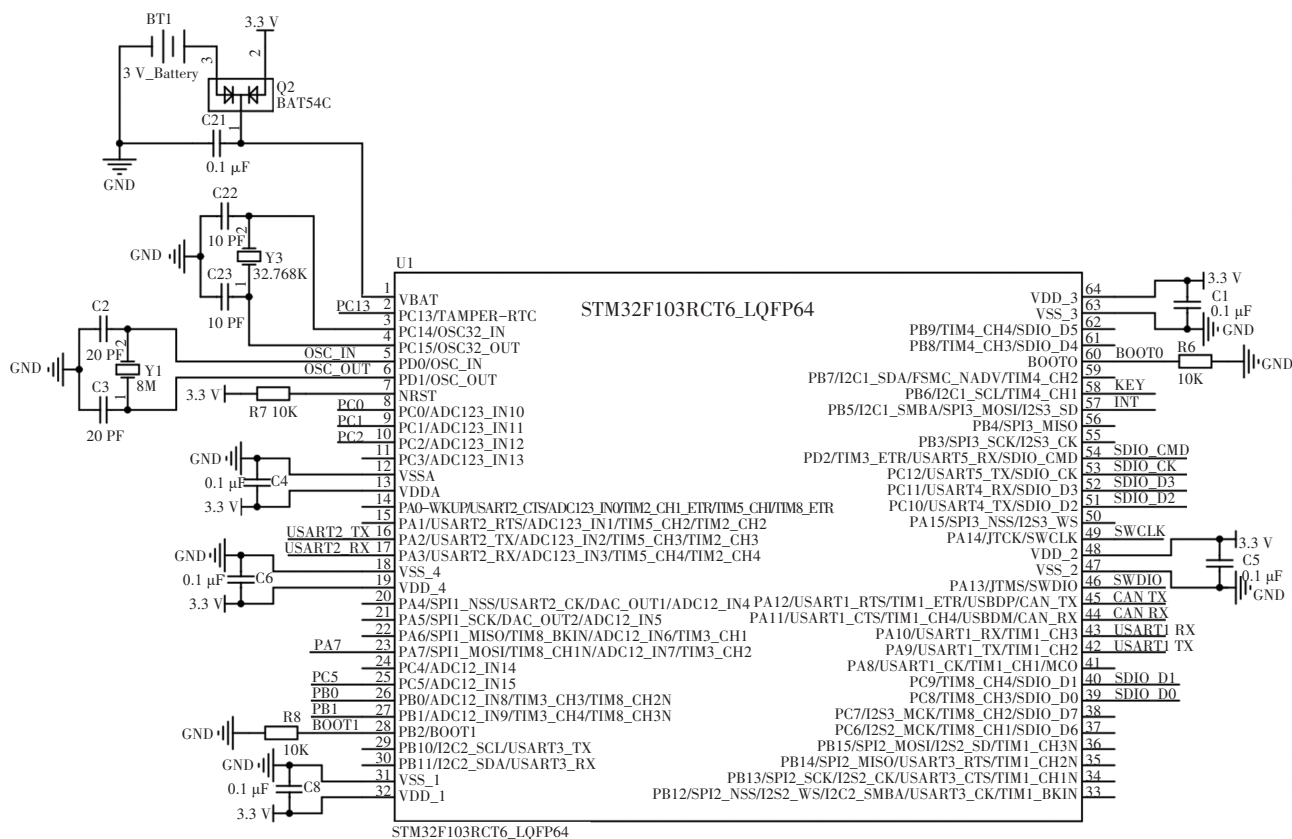 BT1
3.3 V
3
2
3 V_Battery
Q2
BAT54C
C21
1
0.1 μF
GND
C22
10 PF
2
GND
Y3
32.768K
C23
1
10 PF
C2
20 PF
2
GND
Y1
8M
C3
1
20 PF
OSC_IN
OSC_OUT
3.3 V
R7 10K
PC13
PC0
PC1
PC2
GND
0.1 μF
C4
3.3 V
USART2_TX
USART2_RX
GND
0.1 μF
C6
3.3 V
PA7
PC5
PB0
PB1
R8
BOOT1
GND
10K
GND
0.1 μF
C8
3.3 V
U1
STM32F103RCT6_LQFP64
1 VBAT
2 PC13/TAMPER-RTC
3 PC14/OSC32_IN
4 PC15/OSC32_OUT
5 PD0/OSC_IN
6 PD1/OSC_OUT
7 NRST
8 PC0/ADC123_IN10
9 PC1/ADC123_IN11
10 PC2/ADC123_IN12
11 PC3/ADC123_IN13
12 VSSA
13 VDDA
14 PA0-WKUP/USART2_CTS/ADC123_IN0/TIM2_CH1_ETR/TIM5_CHI/TIM8_ETR
15 PA1/USART2_RTS/ADC123_IN1/TIM5_CH2/TIM2_CH2
16 PA2/USART2_TX/ADC123_IN2/TIM5_CH3/TIM2_CH3
17 PA3/USART2_RX/ADC123_IN3/TIM5_CH4/TIM2_CH4
18 VSS_4
19 VDD_4
20 PA4/SPI1_NSS/USART2_CK/DAC_OUT1/ADC12_IN4
21 PA5/SPI1_SCK/DAC_OUT2/ADC12_IN5
22 PA6/SPI1_MISO/TIM8_BKIN/ADC12_IN6/TIM3_CH1
23 PA7/SPI1_MOSI/TIM8_CH1N/ADC12_IN7/TIM3_CH2
24 PC4/ADC12_IN14
25 PC5/ADC12_IN15
26 PB0/ADC12_IN8/TIM3_CH3/TIM8_CH2N
27 PB1/ADC12_IN9/TIM3_CH4/TIM8_CH3N
28 PB2/BOOT1
29 PB10/I2C2_SCL/USART3_TX
30 PB11/I2C2_SDA/USART3_RX
31 VSS_1
32 VDD_1
VDD_3 64
VSS_3 63
PB9/TIM4_CH4/SDIO_D5 62
PB8/TIM4_CH3/SDIO_D4 61
BOOT0 60
PB7/I2C1_SDA/FSMC_NADV/TIM4_CH2 59
PB6/I2C1_SCL/TIM4_CH1 58
PB5/I2C1_SMBA/SPI3_MOSI/I2S3_SD 57
PB4/SPI3_MISO 56
PB3/SPI3_SCK/I2S3_CK 55
PD2/TIM3_ETR/USART5_RX/SDIO_CMD 54
PC12/USART5_TX/SDIO_CK 53
PC11/USART4_RX/SDIO_D3 52
PC10/USART4_TX/SDIO_D2 51
PA15/SPI3_NSS/I2S3_WS 50
PA14/JTCK/SWCLK 49
VDD_2 48
VSS_2 47
PA13/JTMS/SWDIO 46
PA12/USART1_RTS/TIM1_ETR/USBDP/CAN_TX 45
PA11/USART1_CTS/TIM1_CH4/USBDM/CAN_RX 44
PA10/USART1_RX/TIM1_CH3 43
PA9/USART1_TX/TIM1_CH2 42
PA8/USART1_CK/TIM1_CH1/MCO 41
PC9/TIM8_CH4/SDIO_D1 40
PC8/TIM8_CH3/SDIO_D0 39
PC7/I2S3_MCK/TIM8_CH2/SDIO_D7 38
PC6/I2S2_MCK/TIM8_CH1/SDIO_D6 37
PB15/SPI2_MOSI/I2S2_SD/TIM1_CH3N 36
PB14/SPI2_MISO/USART3_RTS/TIM1_CH2N 35
PB13/SPI2_SCK/I2S2_CK/USART3_CTS/TIM1_CH1N 34
PB12/SPI2_NSS/I2S2_WS/I2C2_SMBA/USART3_CK/TIM1_BKIN 33
3.3 V
C1
0.1 μF
GND
BOOT0
R6
10K
GND
KEY
INT
SDIO_CMD
SDIO_CK
SDIO_D3
SDIO_D2
SWCLK
3.3 V
C5
0.1 μF
GND
SWDIO
CAN TX
CAN RX
USART1 RX
USART1 TX
SDIO_D1
SDIO_D0
STM32F103RCT6_LQFP64